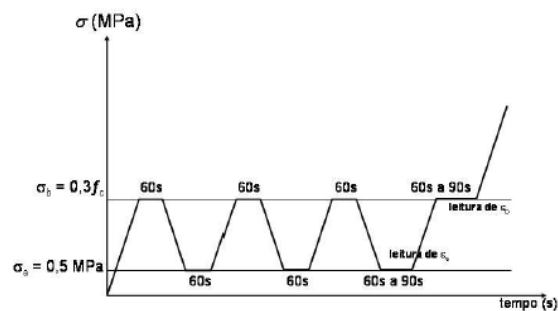 σ (MPa)
60s 60s 60s 60s a 90s
σb = 0,3fc
leitura de εb
leitura de εa
σa = 0,5 MPa
60s 60s 60s a 90s
tempo (s)